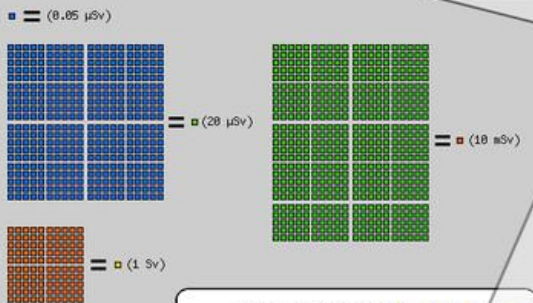 = (0.05 μSv)
= (20 μSv)
= (10 mSv)
= (1 Sv)